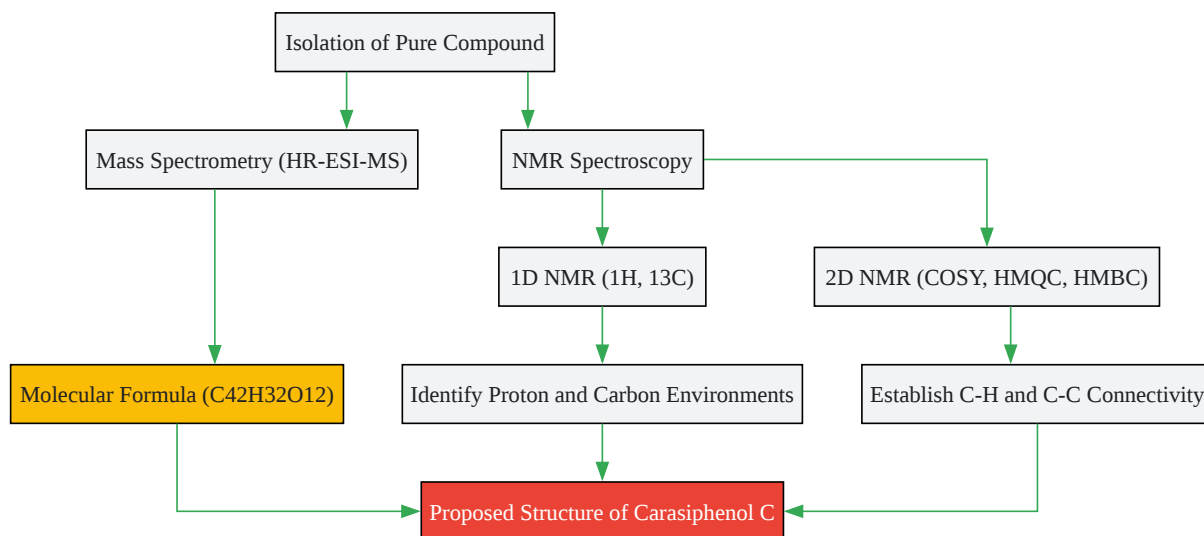 Isolation of Pure Compound
Mass Spectrometry (HR-ESI-MS)
NMR Spectroscopy
1D NMR (1H, 13C)
2D NMR (COSY, HMQC, HMBC)
Molecular Formula (C42H32O12)
Identify Proton and Carbon Environments
Establish C-H and C-C Connectivity
Proposed Structure of Carasiphenol C